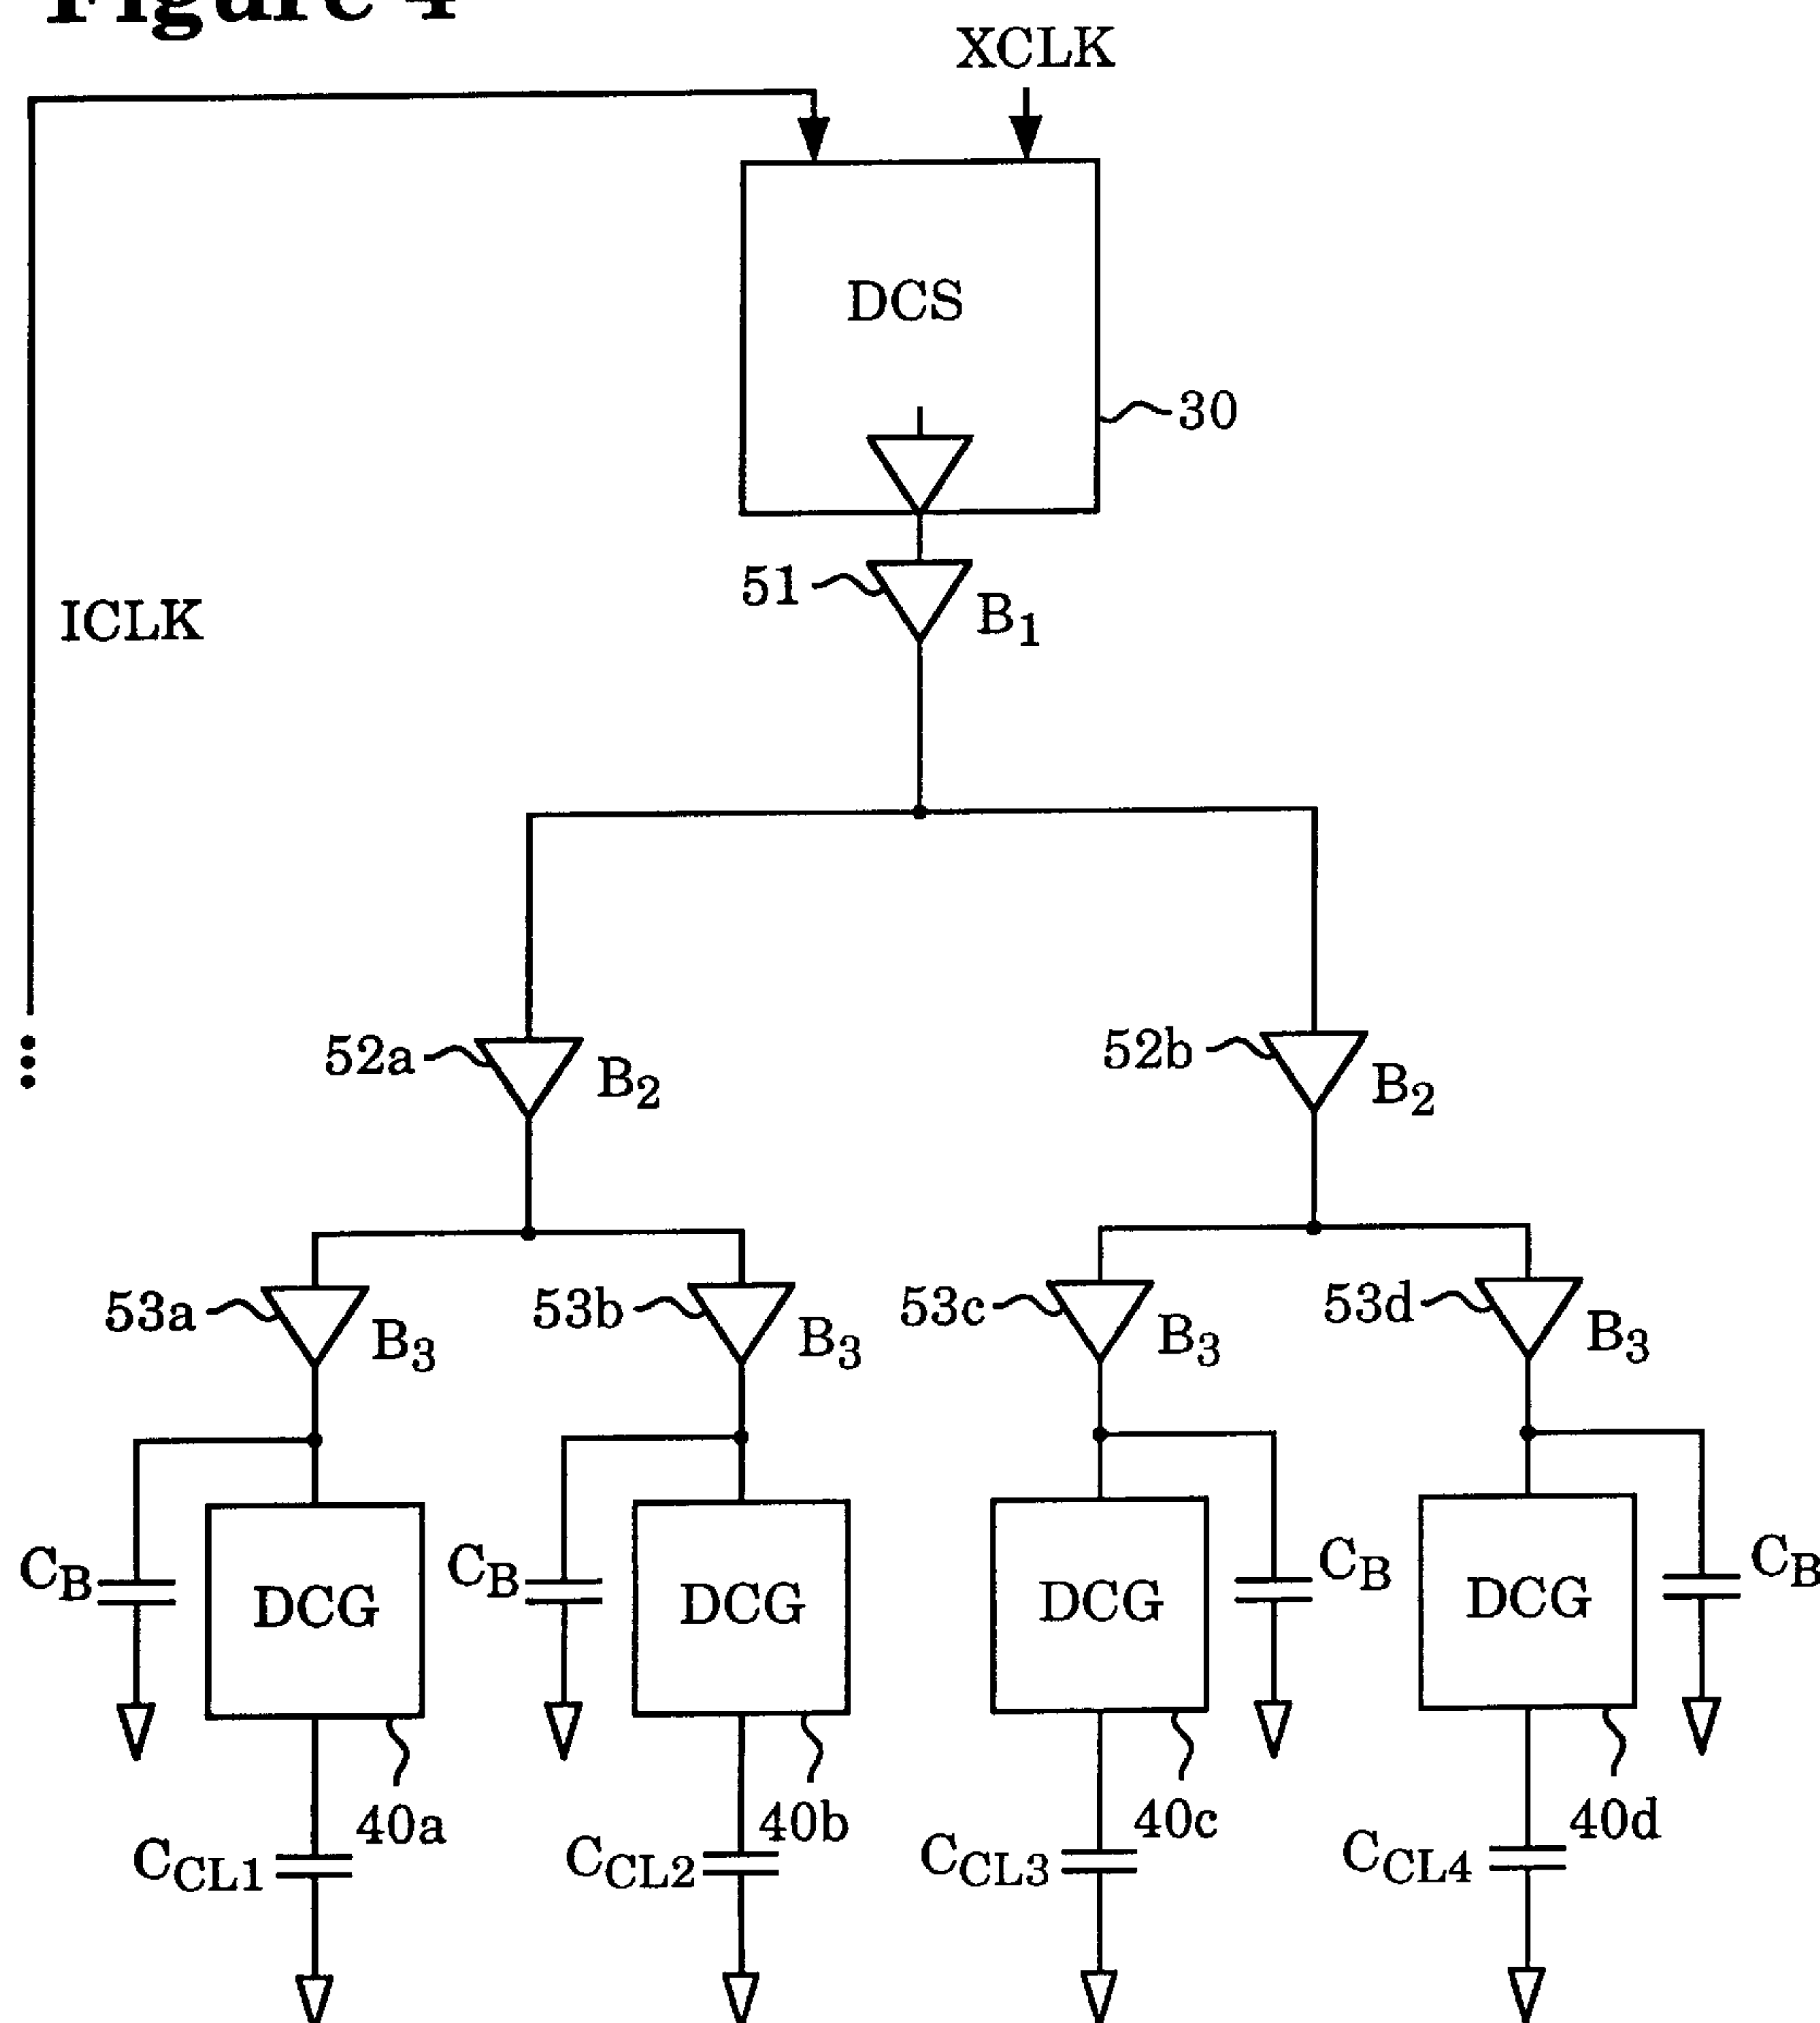 Figure 4
XCLK
DCS
30
51
B1
ICLK
52a
B2
52b
B2
53a
B3
53b
B3
53c
B3
53d
B3
CB
DCG
CB
DCG
DCG
CB
DCG
CB
40a
40b
40c
40d
CCL1
CCL2
CCL3
CCL4